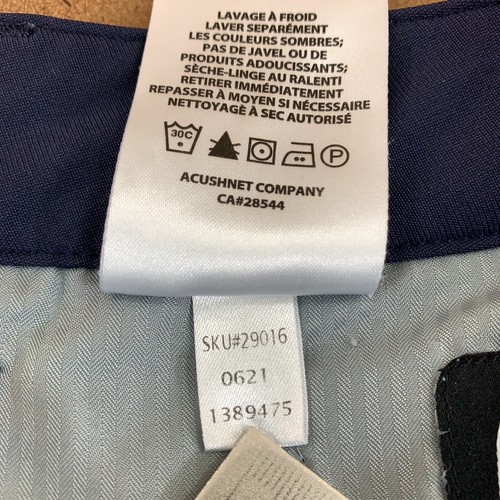 LAVAGE À FROID
LAVER SEPARÉMENT
LES COULEURS SOMBRES;
PAS DE JAVEL OU DE
PRODUITS ADOUCISSANTS;
SÈCHE-LINGE AU RALENTI
RETIRER IMMÉDIATEMENT
REPASSER À MOYEN SI NÉCESSAIRE
NETTOYAGE À SEC AUTORISÉ
30C P
ACUSHNET COMPANY
CA#28544
SKU#29016
0621
1389475